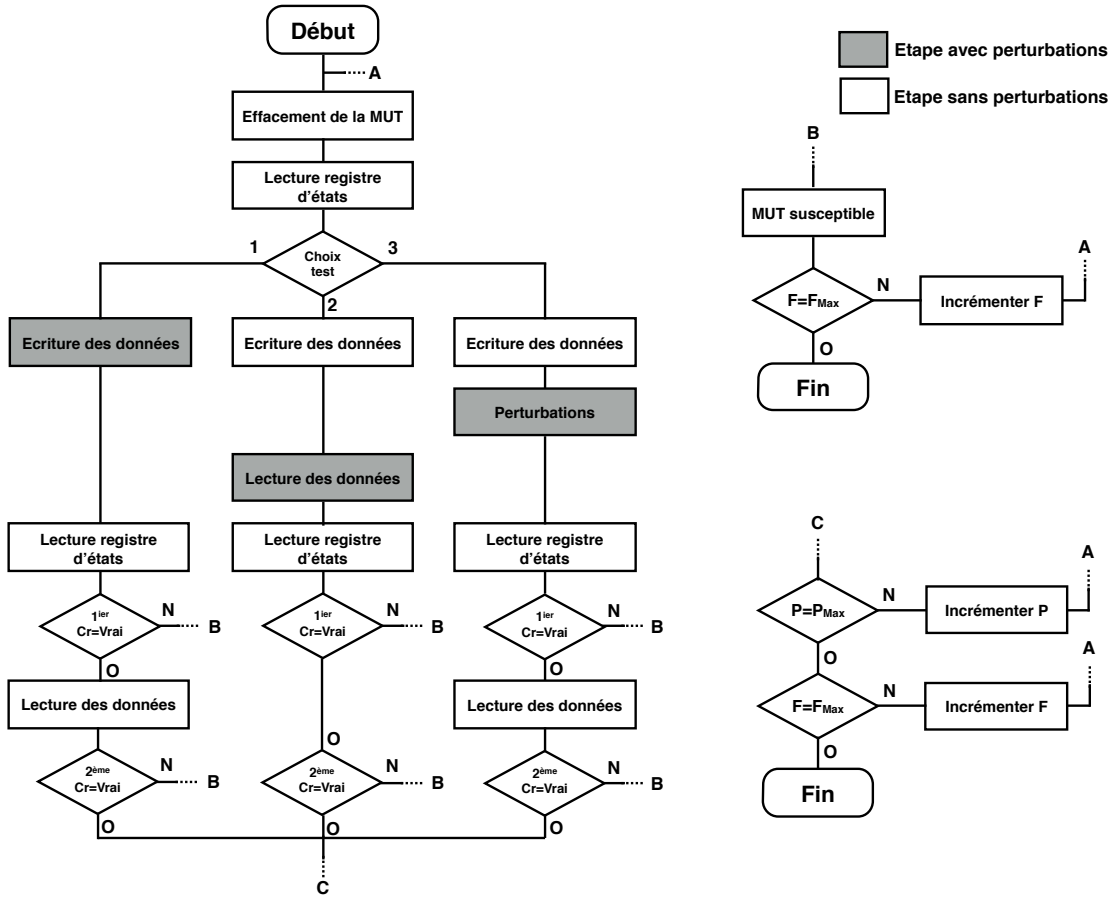 Début
A
Effacement de la MUT
Lecture registre
d'états
1
Choix
test
3
2
Ecriture des données
Ecriture des données
Ecriture des données
Perturbations
Lecture des données
Lecture registre
d'états
Lecture registre
d'états
Lecture registre
d'états
1ier
Cr=Vrai
N
B
O
1ier
Cr=Vrai
N
B
1ier
Cr=Vrai
N
B
O
Lecture des données
Lecture des données
O
2ème
Cr=Vrai
N
B
O
2ème
Cr=Vrai
N
B
O
2ème
Cr=Vrai
N
B
O
C
Etape avec perturbations
Etape sans perturbations
B
MUT susceptible
F=FMax
N
Incrémenter F
A
O
Fin
C
P=PMax
N
Incrémenter P
A
O
F=FMax
N
Incrémenter F
A
O
Fin